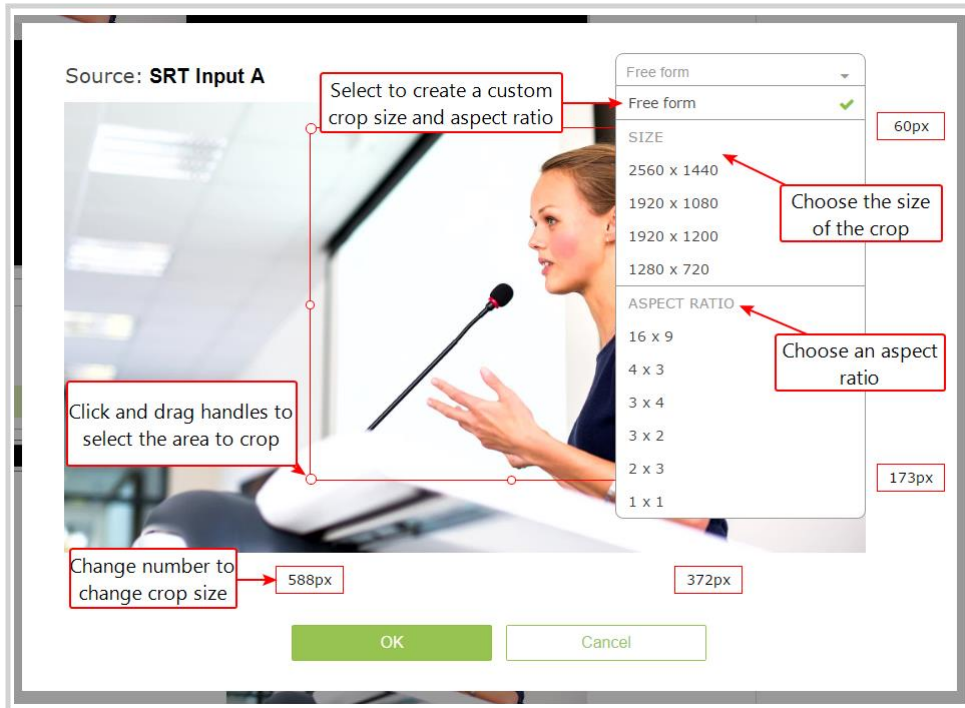 Source: SRT Input A
Select to create a custom
crop size and aspect ratio
Free form
Free form
60px
SIZE
2560 x 1440
1920 x 1080
1920 x 1200
1280 x 720
Choose the size
of the crop
ASPECT RATIO
16 x 9
4 x 3
3 x 4
3 x 2
2 x 3
1 x 1
Choose an aspect
ratio
Click and drag handles to
select the area to crop
173px
Change number to
change crop size
588px
372px
OK
Cancel